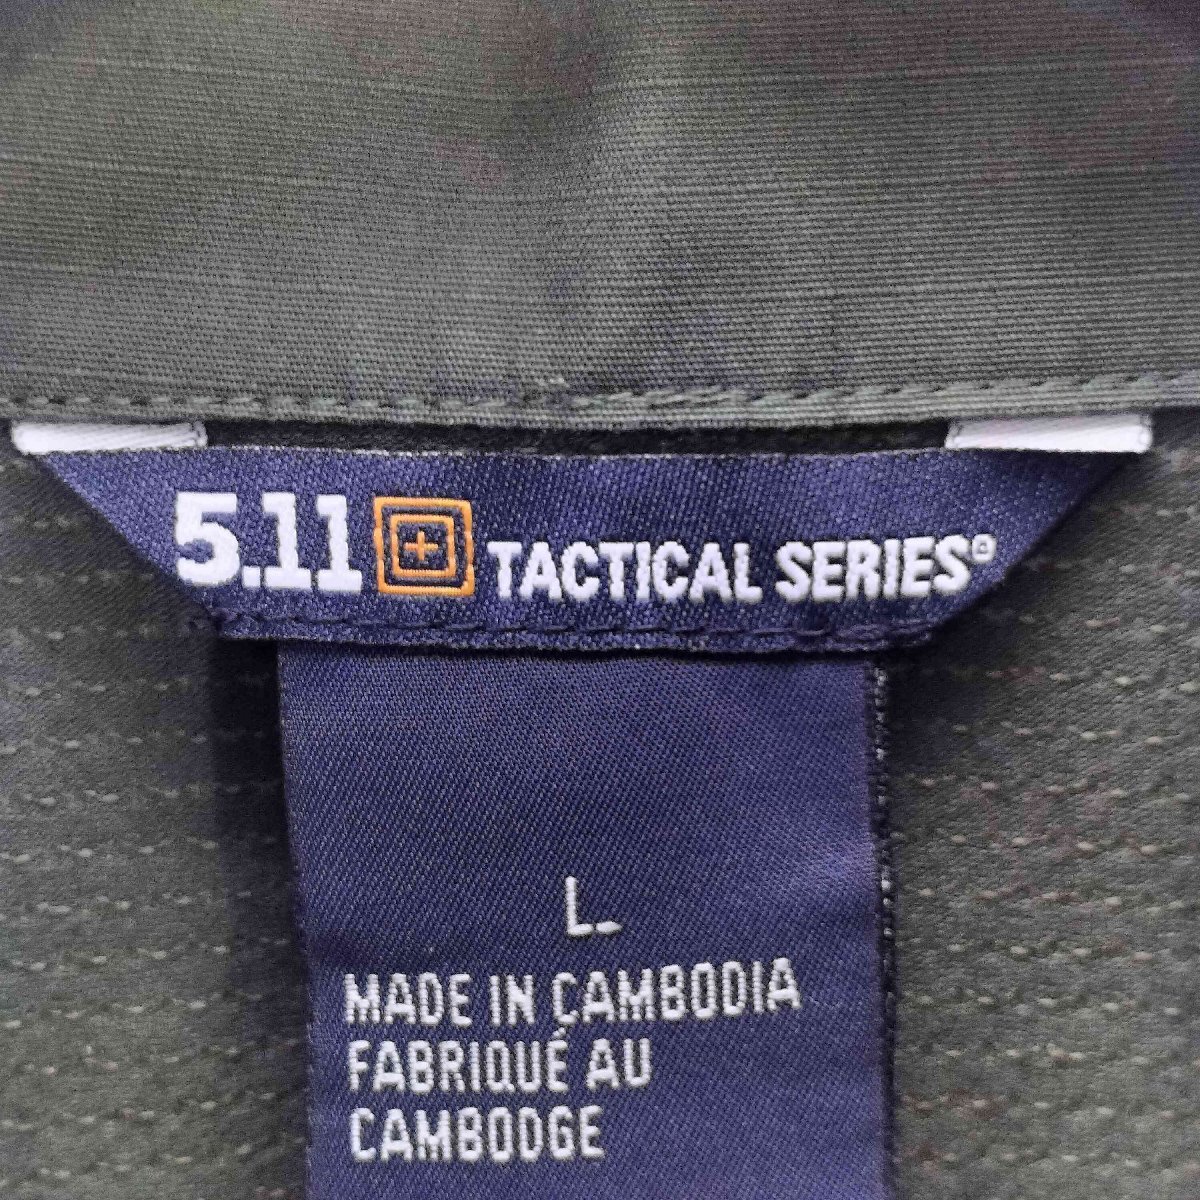 5.11 TACTICAL SERIES®
L
MADE IN CAMBODIA
FABRIQUÉ AU
CAMBODGE